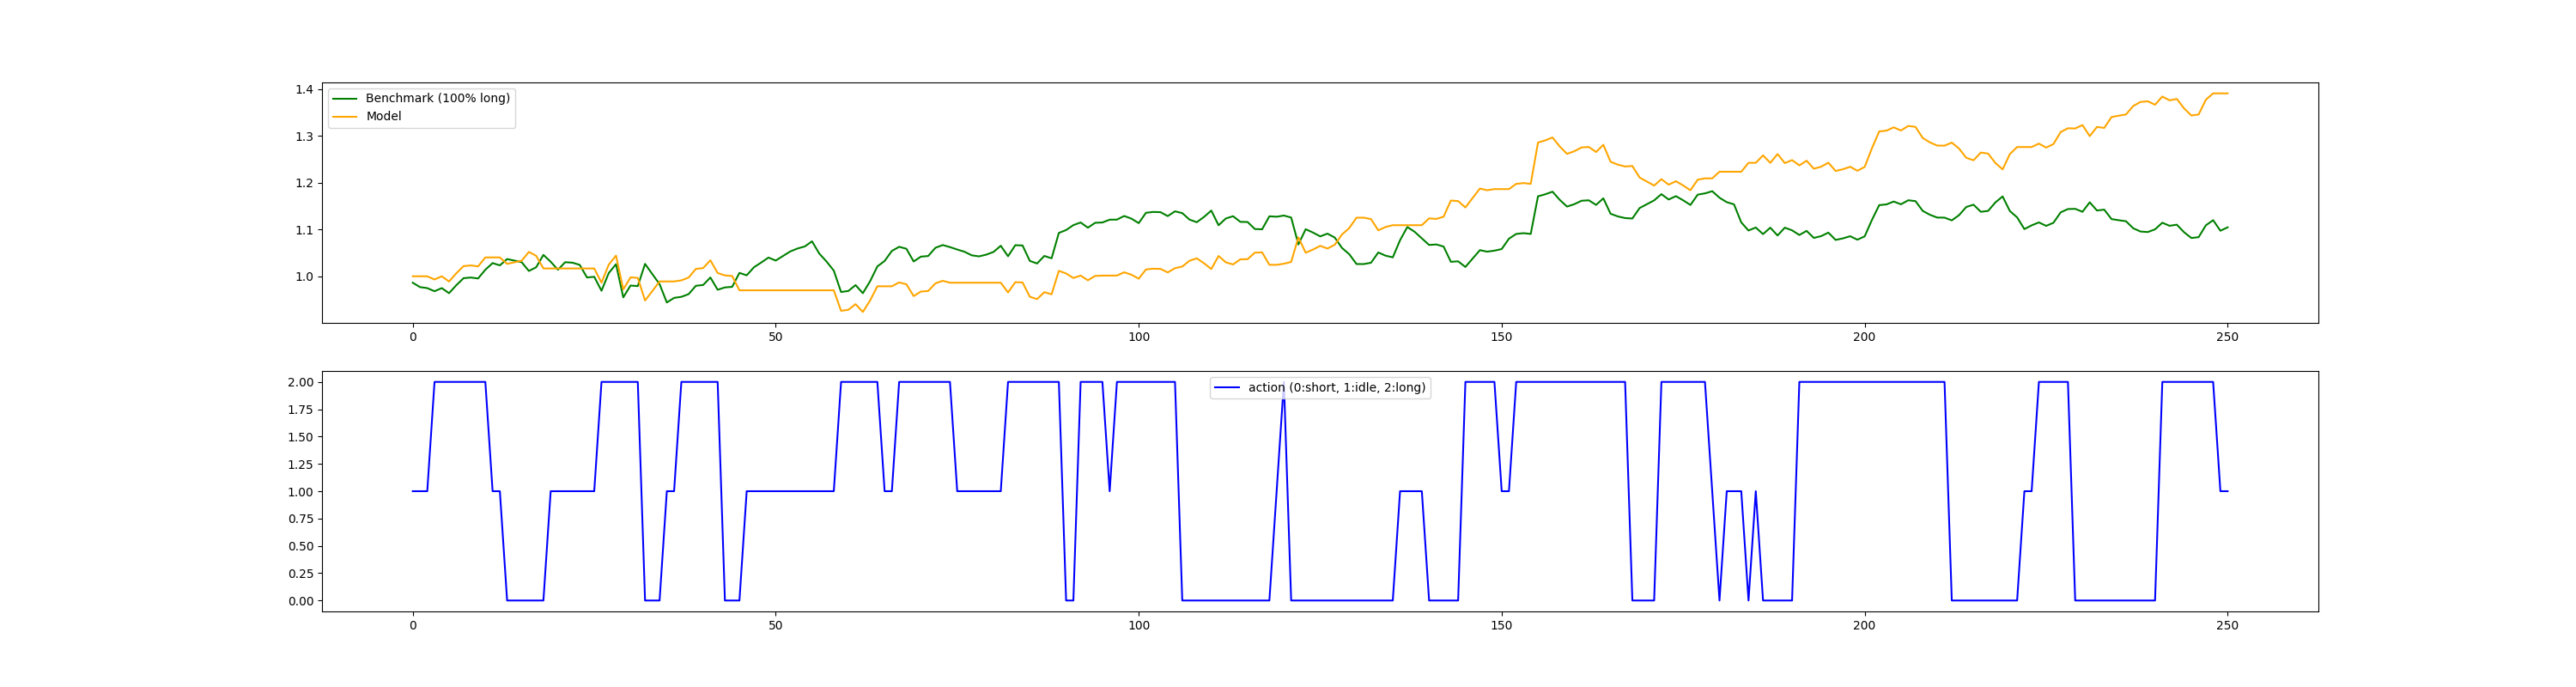 1.4
Benchmark (100% long)
Model
1.3
1.2
1.1
1.0
0 50 100 150 200 250
2.00
action (0:short, 1:idle, 2:long)
1.75
1.50
1.25
1.00
0.75
0.50
0.25
0.00
0 50 100 150 200 250